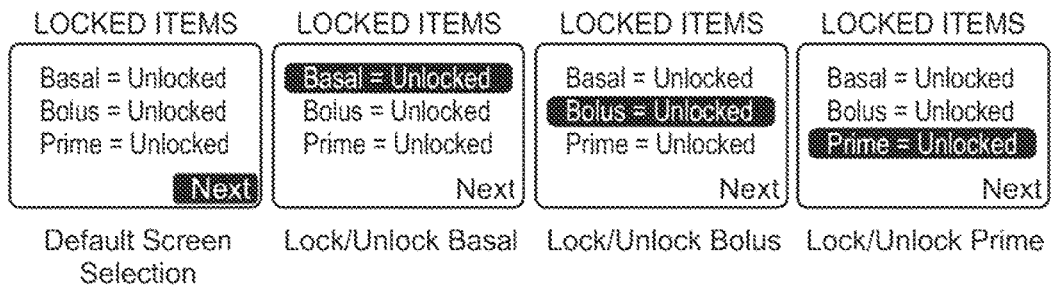 LOCKED ITEMS
Basal = Unlocked
Bolus = Unlocked
Prime = Unlocked
Next
Default Screen
Selection
LOCKED ITEMS
Basal = Unlocked
Bolus = Unlocked
Prime = Unlocked
Next
Lock/Unlock Basal
LOCKED ITEMS
Basal = Unlocked
Bolus = Unlocked
Prime = Unlocked
Next
Lock/Unlock Bolus
LOCKED ITEMS
Basal = Unlocked
Bolus = Unlocked
Prime = Unlocked
Next
Lock/Unlock Prime